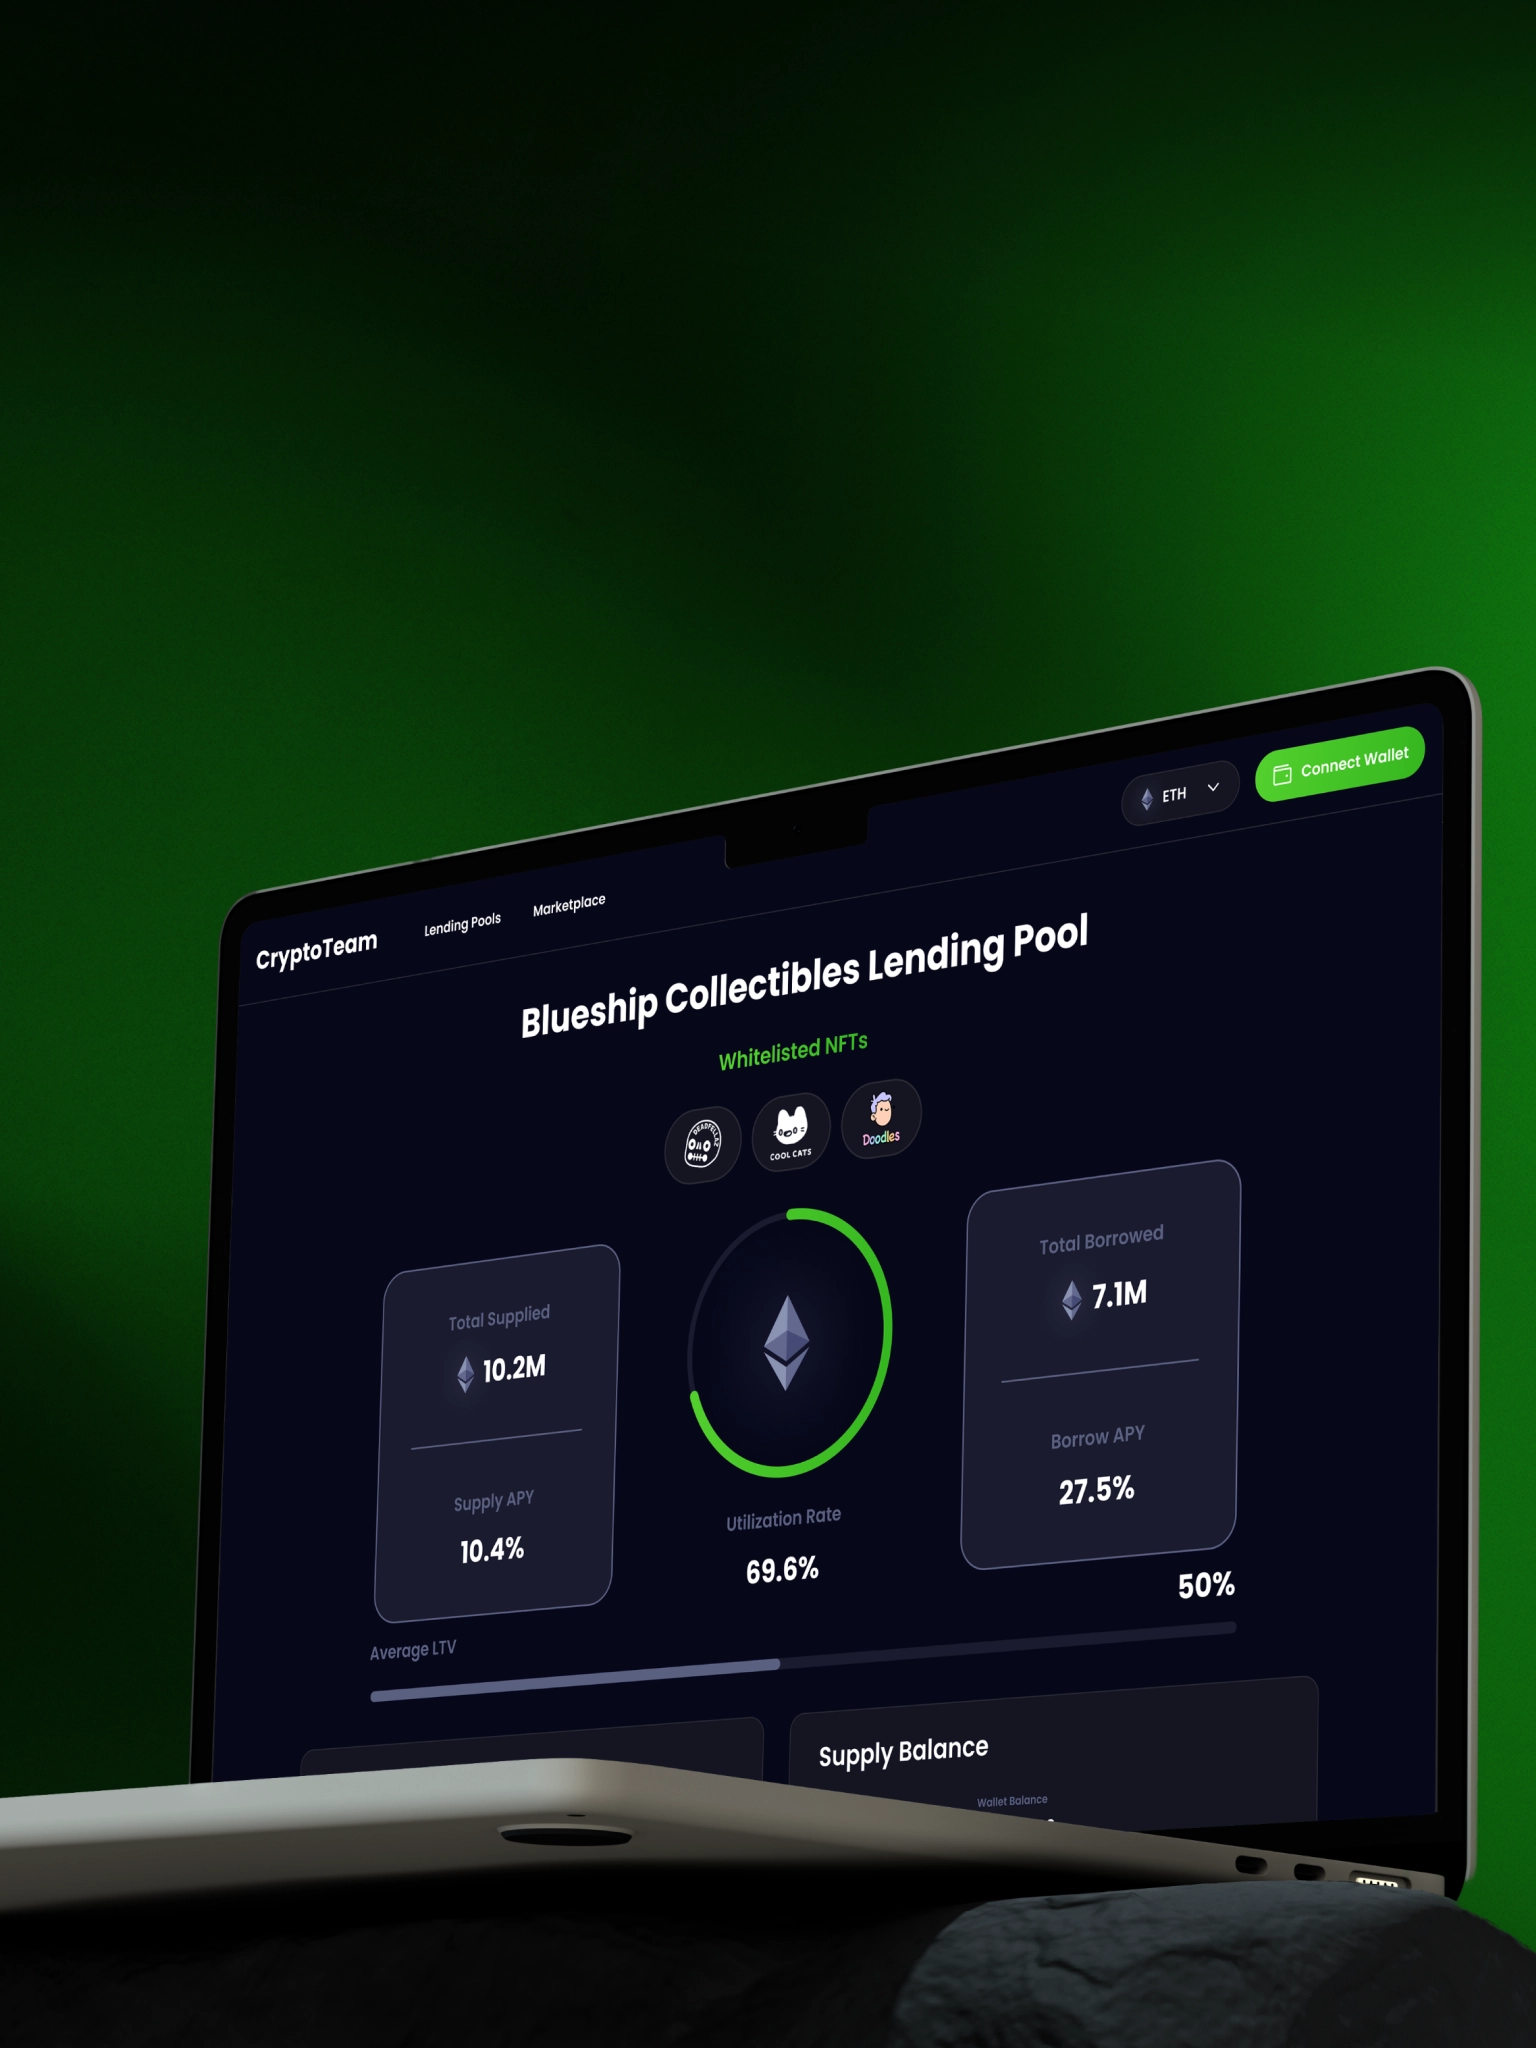 CryptoTeam
Lending Pools
Marketplace
ETH
Connect Wallet
Blueship Collectibles Lending Pool
Whitelisted NFTs
DEADFELLAZ
COOL CATS
Doodles
Total Supplied
10.2M
Supply APY
10.4%
Utilization Rate
69.6%
Total Borrowed
7.1M
Borrow APY
27.5%
Average LTV
50%
Supply Balance
Wallet Balance